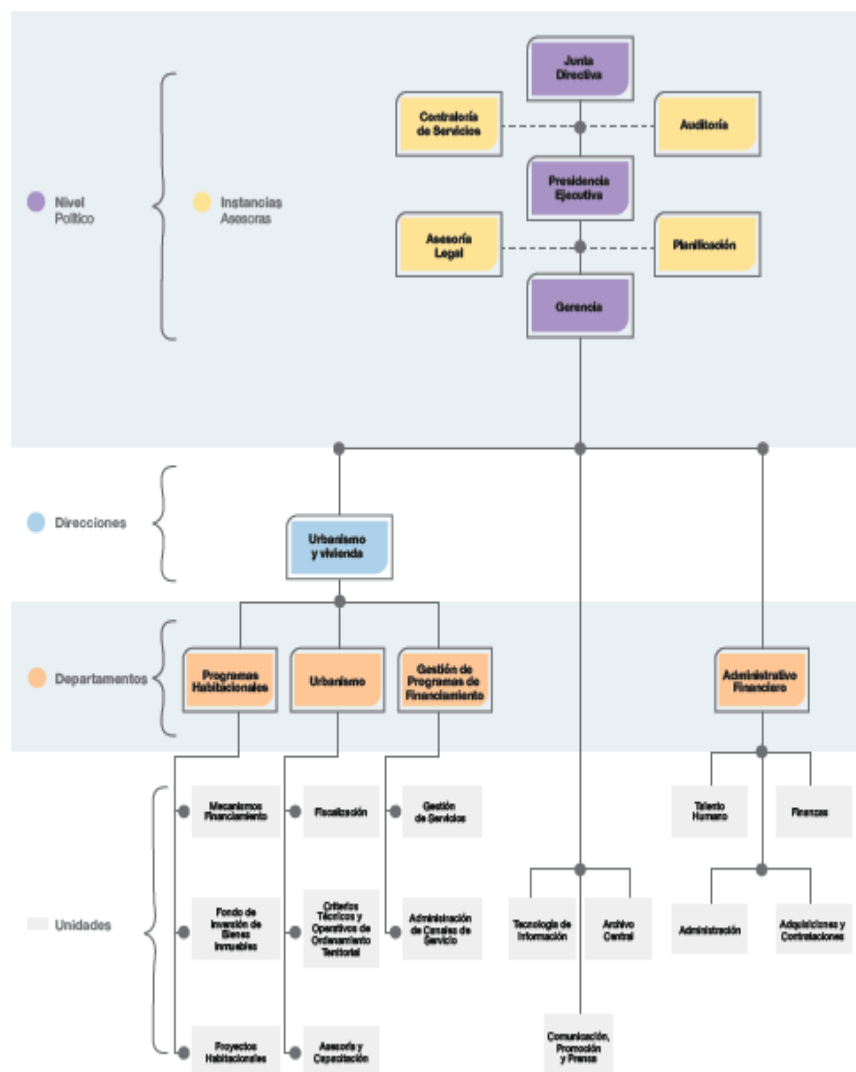 Junta
Directiva
Contraloría
de Servicios
Auditoría
Nivel
Político
Instancias
Asesoras
Presidencia
Ejecutiva
Asesoría
Legal
Planificación
Gerencia
Direcciones
Urbanismo
y vivienda
Departamentos
Programas
Habitacionales
Urbanismo
Gestión de
Programas de
Financiamiento
Administrativo
Financiero
Unidades
Mecanismos
Financiamiento
Fiscalización
Gestión
de Servicios
Talento
Humano
Finanzas
Fondo de
Inversión de
Bienes
Inmuebles
Criterios
Técnicos y
Operativos de
Ordenamiento
Territorial
Administración
de Canales de
Servicio
Tecnología de
Información
Archivo
Central
Administración
Adquisiciones y
Contrataciones
Proyectos
Habitacionales
Asesoría y
Capacitación
Comunicación,
Promoción
y Prensa